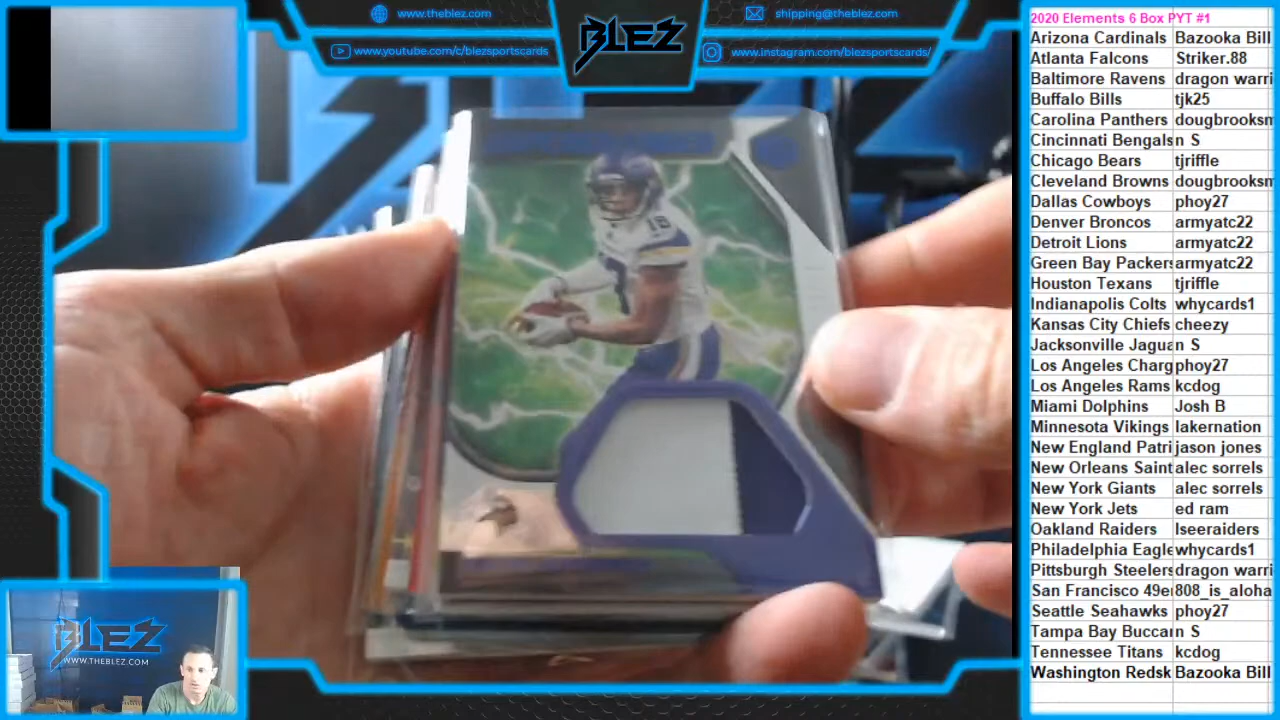 www.theblez.com
shipping@theblez.com
www.youtube.com/c/blezsportscards
www.instagram.com/blezsportscards/
BLEZ
18
BLEZ
WWW.THEBLEZ.COM
2020 Elements 6 Box PYT #1
Arizona Cardinals Bazooka Bill
Atlanta Falcons Striker.88
Baltimore Ravens dragon warri
Buffalo Bills tjk25
Carolina Panthers dougbrooksm
Cincinnati Bengals n S
Chicago Bears tjriffle
Cleveland Browns dougbrooksm
Dallas Cowboys phoy27
Denver Broncos armyatc22
Detroit Lions armyatc22
Green Bay Packers armyatc22
Houston Texans tjriffle
Indianapolis Colts whycards1
Kansas City Chiefs cheezy
Jacksonville Jagua n S
Los Angeles Charg phoy27
Los Angeles Rams kcdog
Miami Dolphins Josh B
Minnesota Vikings lakernation
New England Patri jason jones
New Orleans Saint alec sorrels
New York Giants alec sorrels
New York Jets ed ram
Oakland Raiders lseeraiders
Philadelphia Eagle whycards1
Pittsburgh Steelers dragon warri
San Francisco 49e 808_is_aloha
Seattle Seahawks phoy27
Tampa Bay Buccan n S
Tennessee Titans kcdog
Washington Redsk Bazooka Bill